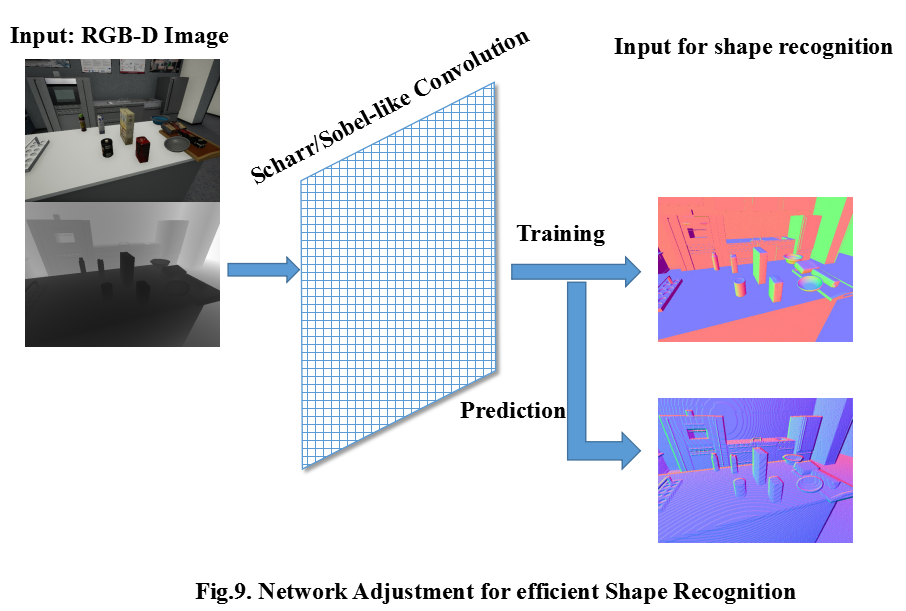 Input: RGB-D Image
Scharr/Sobel-like Convolution
Input for shape recognition
Training
Prediction
Fig.9. Network Adjustment for efficient Shape Recognition